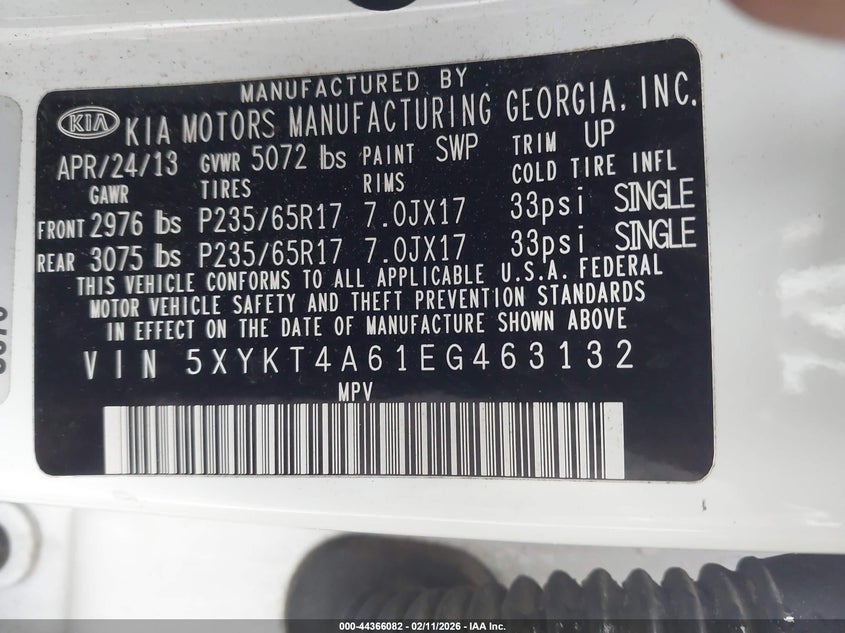 MANUFACTURED BY
KIA KIA MOTORS MANUFACTURING GEORGIA, INC.
APR/24/13 GVWR 5072 lbs PAINT SWP TRIM UP
GAWR TIRES RIMS COLD TIRE INFL
FRONT 2976 lbs P235/65R17 7.0JX17 33psi SINGLE
REAR 3075 lbs P235/65R17 7.0JX17 33psi SINGLE
THIS VEHICLE CONFORMS TO ALL APPLICABLE U.S.A. FEDERAL
MOTOR VEHICLE SAFETY AND THEFT PREVENTION STANDARDS
IN EFFECT ON THE DATE OF MANUFACTURE SHOWN ABOVE
VIN 5XYKT4A61EG463132
MPV
000-44366082 - 02/11/2026 - IAA Inc.